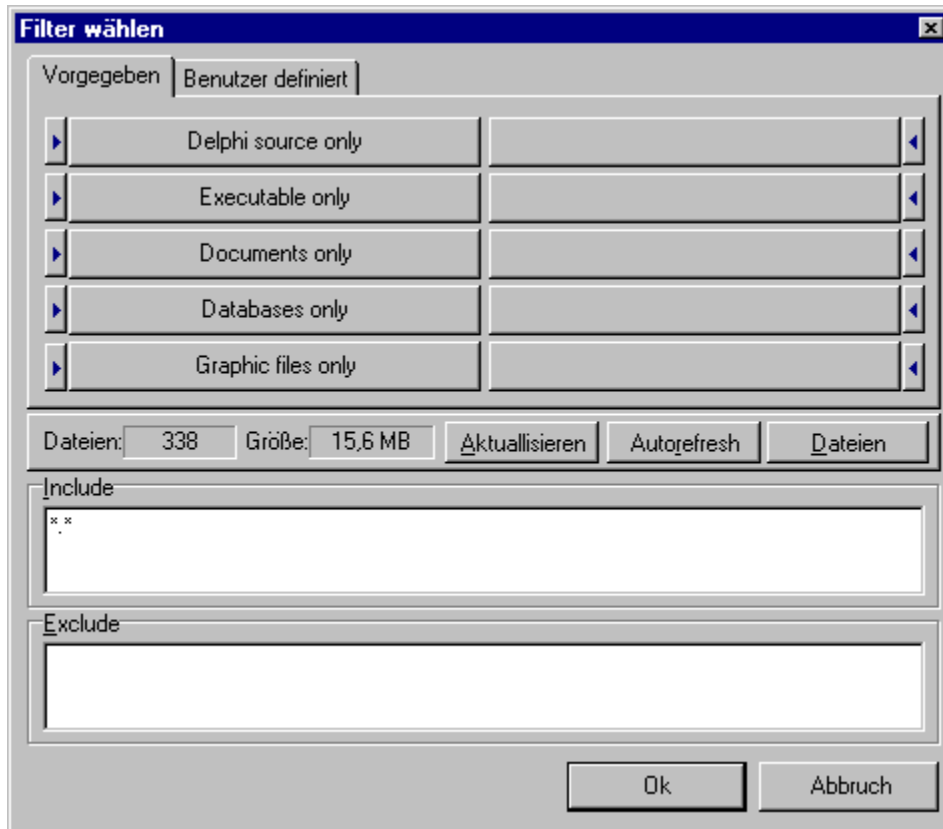 Filter wählen
Vorgegeben Benutzer definiert
Delphi source only
Executable only
Documents only
Databases only
Graphic files only
Dateien: 338 Größe: 15,6 MB Aktuallisieren Autorefresh Dateien
Include
*.*
Exclude
Ok Abbruch